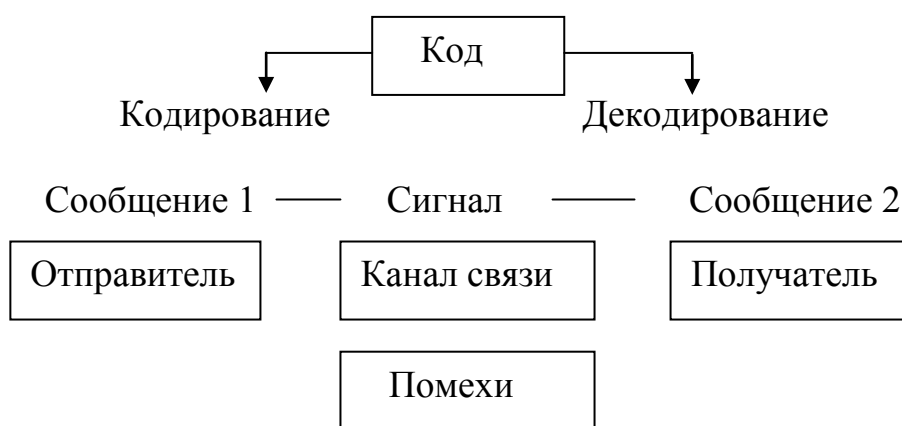 Код
Кодирование Декодирование
Сообщение 1 Сигнал Сообщение 2
Отправитель Канал связи Получатель
Помехи